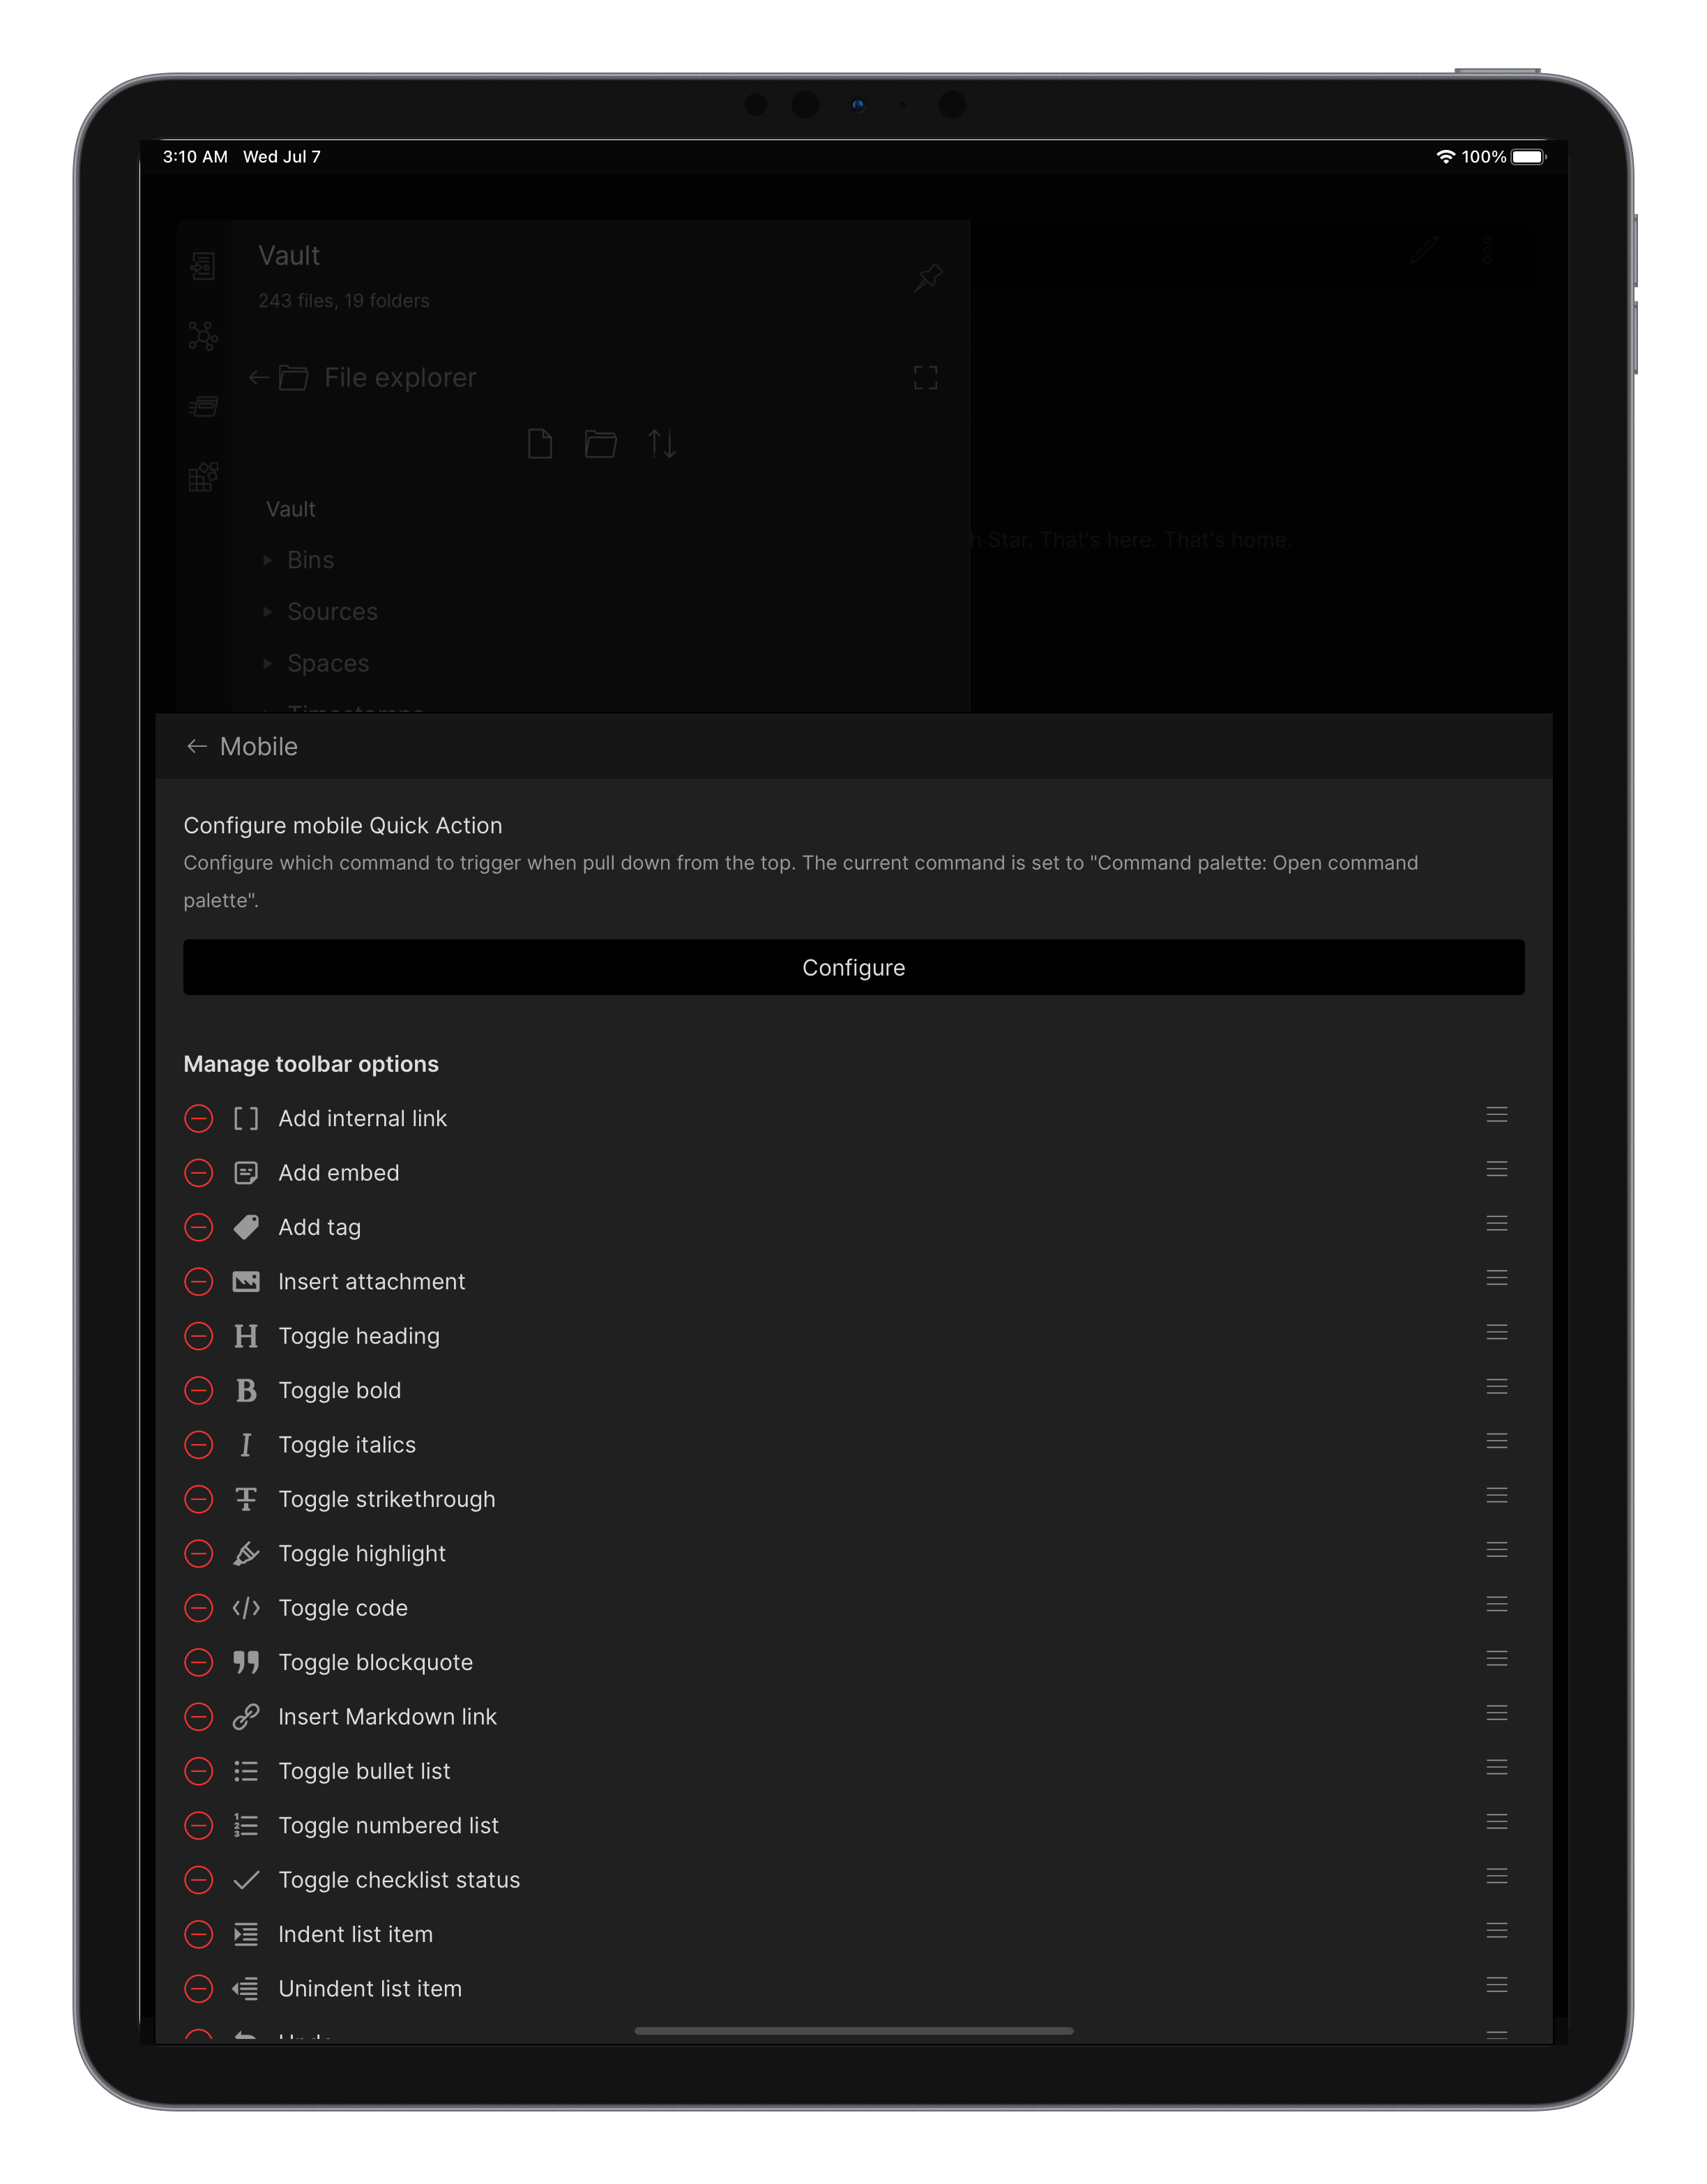 3:10 AM Wed Jul 7
100%
Vault
243 files, 19 folders
File explorer
Vault
Bins
Sources
Spaces
Star. That's here. That's home.
Mobile
Configure mobile Quick Action
Configure which command to trigger when pull down from the top. The current command is set to "Command palette: Open command
palette".
Configure
Manage toolbar options
Add internal link
Add embed
Add tag
Insert attachment
H Toggle heading
B Toggle bold
I Toggle italics
T Toggle strikethrough
Toggle highlight
</> Toggle code
Toggle blockquote
Insert Markdown link
Toggle bullet list
Toggle numbered list
Toggle checklist status
Indent list item
Unindent list item